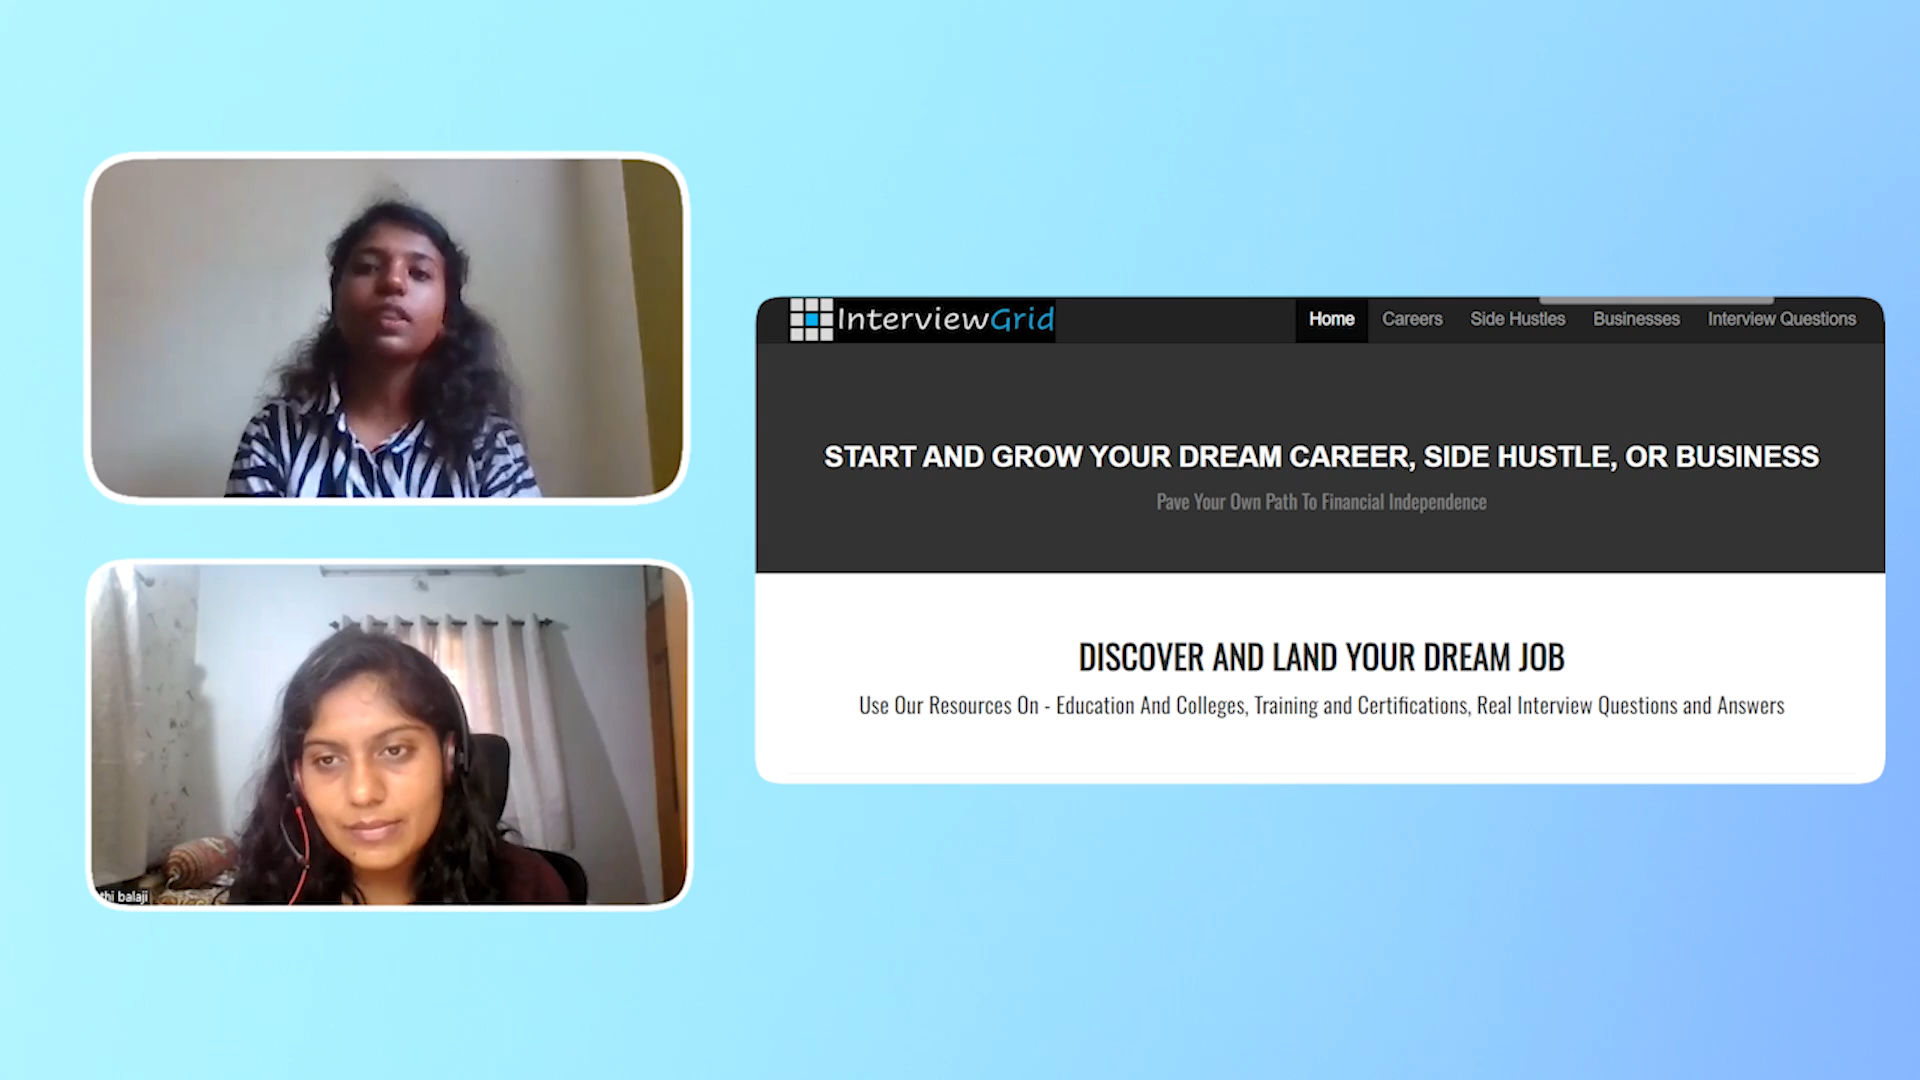 thi balaji
InterviewGrid
Home Careers Side Hustles Businesses Interview Questions
START AND GROW YOUR DREAM CAREER, SIDE HUSTLE, OR BUSINESS
Pave Your Own Path To Financial Independence
DISCOVER AND LAND YOUR DREAM JOB
Use Our Resources On - Education And Colleges, Training and Certifications, Real Interview Questions and Answers